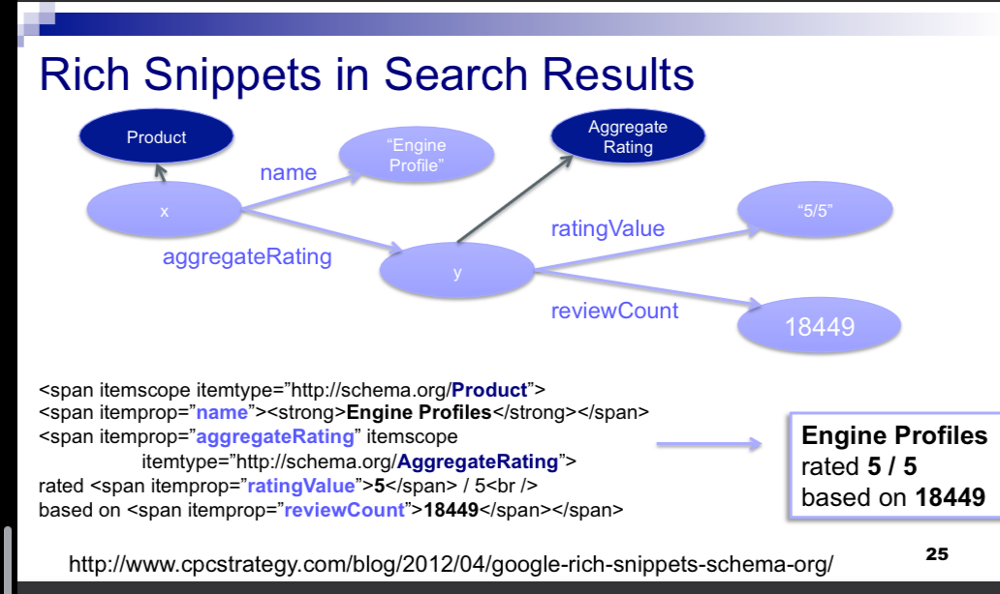 Rich Snippets in Search Results
Product
"Engine
Profile"
Aggregate
Rating
name
x
"5/5"
ratingValue
aggregateRating
y
reviewCount
18449
<span itemscope itemtype="http://schema.org/Product">
<span itemprop="name"><strong>Engine Profiles</strong></span>
<span itemprop="aggregateRating" itemscope
itemtype="http://schema.org/AggregateRating">
rated <span itemprop="ratingValue">5</span> / 5<br />
based on <span itemprop="reviewCount">18449</span></span>
Engine Profiles
rated 5 / 5
based on 18449
http://www.cpcstrategy.com/blog/2012/04/google-rich-snippets-schema-org/
25